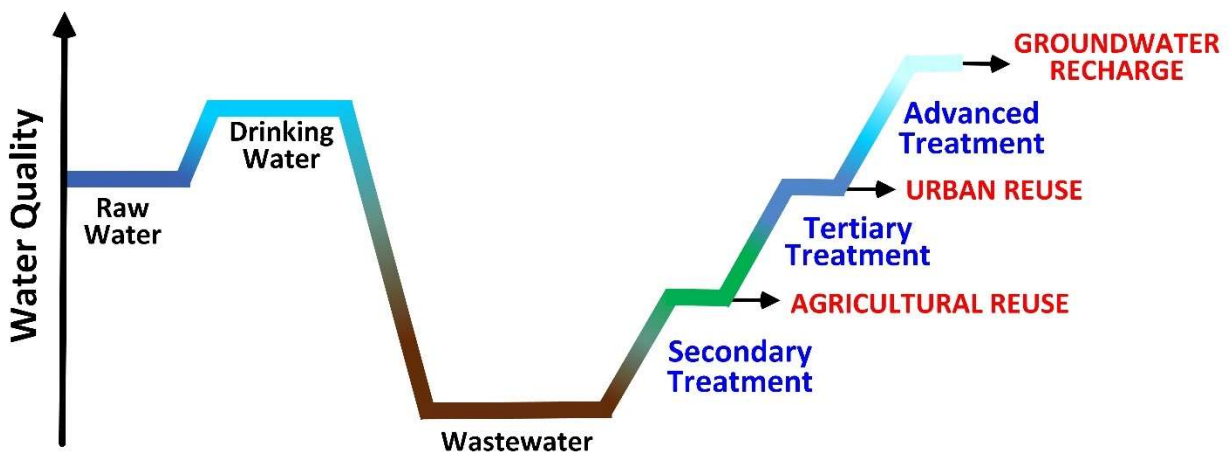 Water Quality
Raw
Water
Drinking
Water
Wastewater
Secondary
Treatment
AGRICULTURAL REUSE
Tertiary
Treatment
URBAN REUSE
Advanced
Treatment
GROUNDWATER
RECHARGE